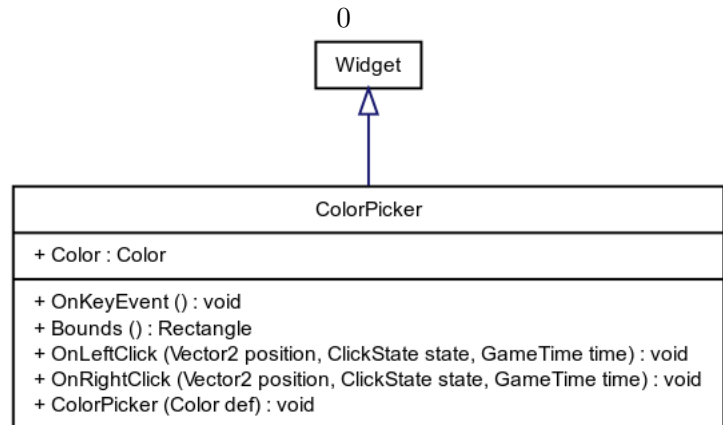 0
Widget
ColorPicker
+ Color : Color
+ OnKeyEvent () : void
+ Bounds () : Rectangle
+ OnLeftClick (Vector2 position, ClickState state, GameTime time) : void
+ OnRightClick (Vector2 position, ClickState state, GameTime time) : void
+ ColorPicker (Color def) : void